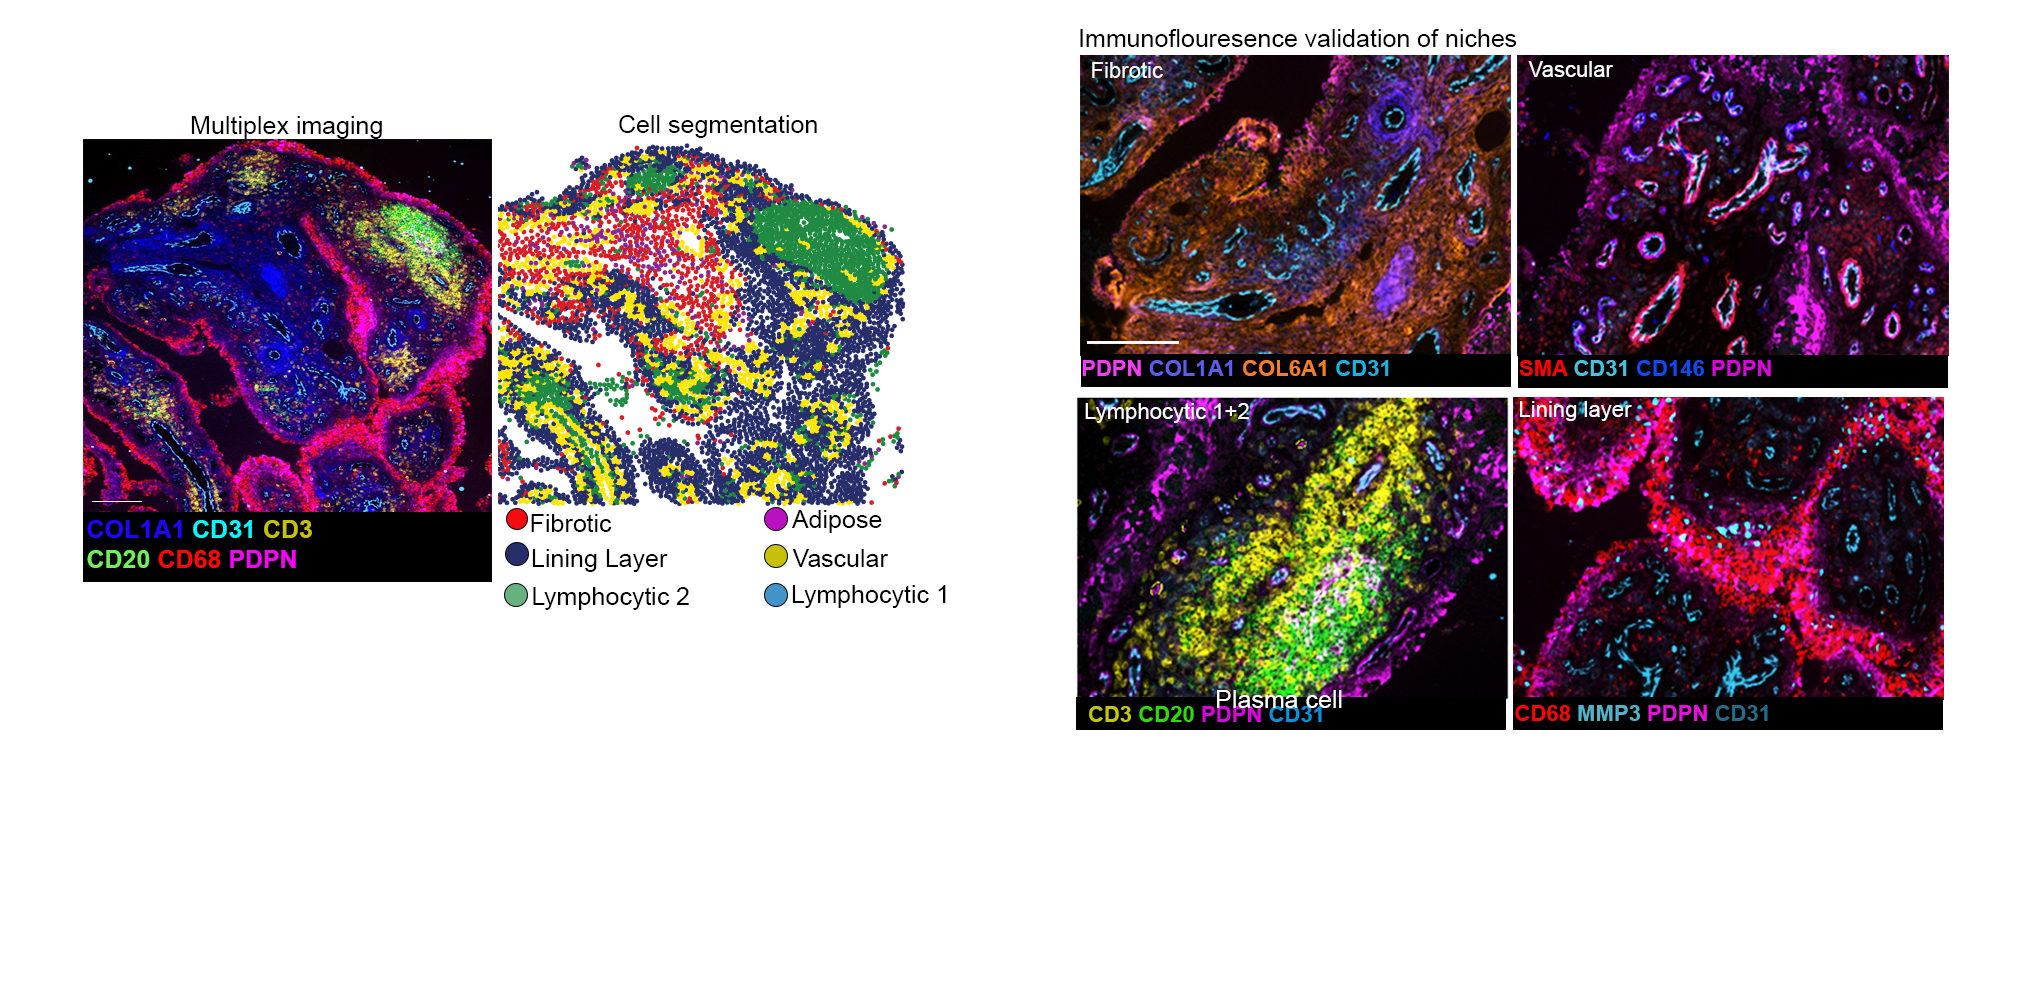 Multiplex imaging
COL1A1 CD31 CD3
CD20 CD68 PDPN
Cell segmentation
Fibrotic
Adipose
Lining Layer
Vascular
Lymphocytic 2
Lymphocytic 1
Immunoflouresence validation of niches
Fibrotic
PDPN COL1A1 COL6A1 CD31
Vascular
SMA CD31 CD146 PDPN
Lymphocytic 1+2
Plasma cell
CD3 CD20 PDPN CD31
Lining layer
CD68 MMP3 PDPN CD31